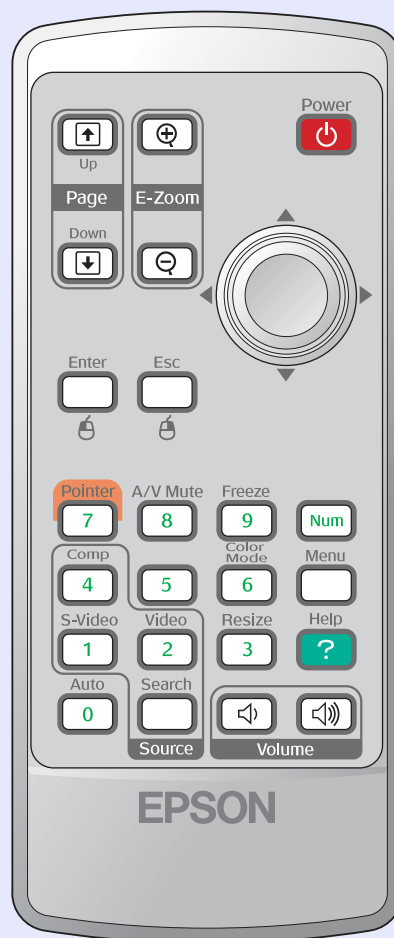 Power
Up
Page E-Zoom
Down
Enter Esc
Pointer A/V Mute Freeze
7 8 9 Num
Comp Color Mode Menu
4 5 6
S-Video Video Resize Help
1 2 3 ?
Auto Search
0
Source Volume
EPSON